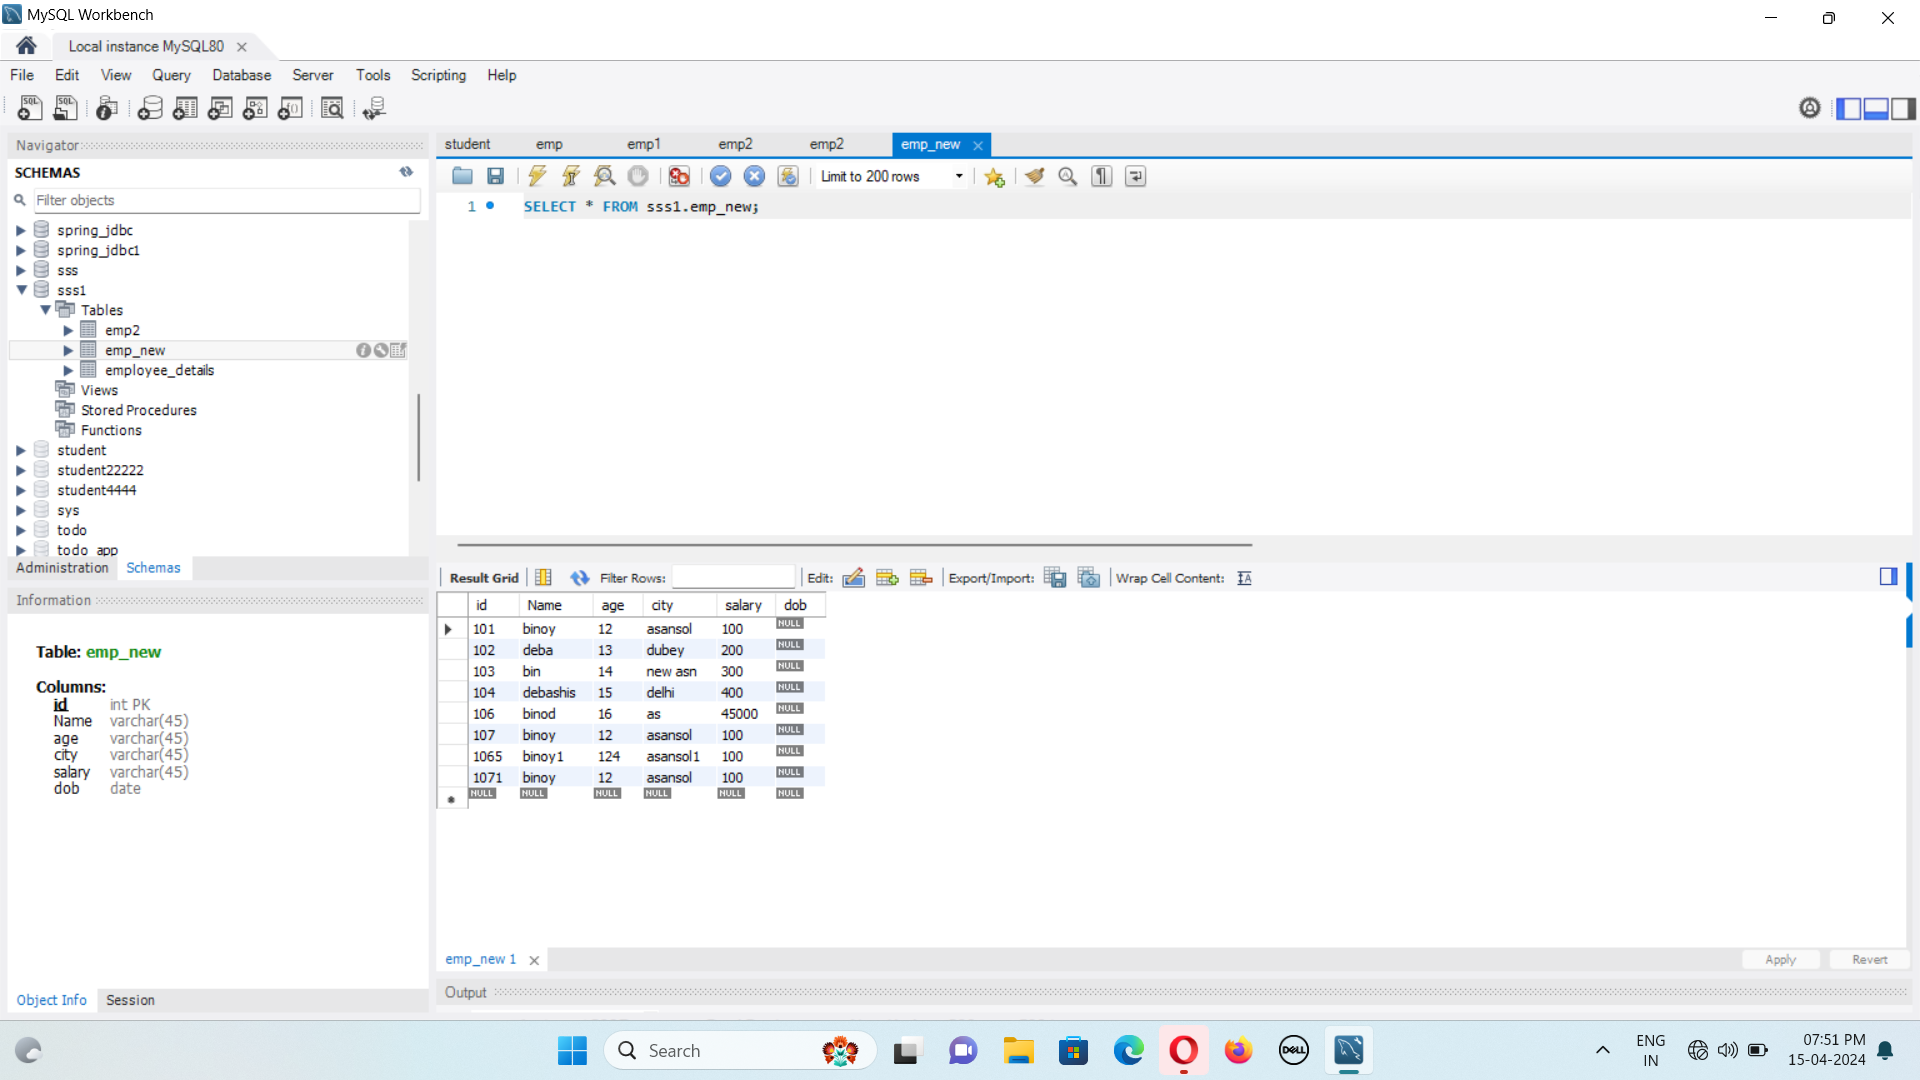 MySQL Workbench
Local instance MySQL80
File Edit View Query Database Server Tools Scripting Help
Navigator
SCHEMAS
Filter objects
spring_jdbc
spring_jdbc1
sss
sss1
Tables
emp2
emp_new
employee_details
Views
Stored Procedures
Functions
student
student22222
student4444
sys
todo
todo_app
Administration Schemas
Information
Table: emp_new
Columns:
id int PK
Name varchar(45)
age varchar(45)
city varchar(45)
salary varchar(45)
dob date
Object Info Session
student emp emp1 emp2 emp2 emp_new
Limit to 200 rows
1 SELECT * FROM sss1.emp_new;
Result Grid Filter Rows: Edit: Export/Import: Wrap Cell Content: IA
id Name age city salary dob
101 binoy 12 asansol 100 NULL
102 deba 13 dubey 200 NULL
103 bin 14 new asn 300 NULL
104 debashis 15 delhi 400 NULL
106 binod 16 as 45000 NULL
107 binoy 12 asansol 100 NULL
1065 binoy1 124 asansol1 100 NULL
1071 binoy 12 asansol 100 NULL
NULL NULL NULL NULL NULL NULL
emp_new 1
Apply Revert
Output
Search
DELL
ENG
IN
07:51 PM
15-04-2024